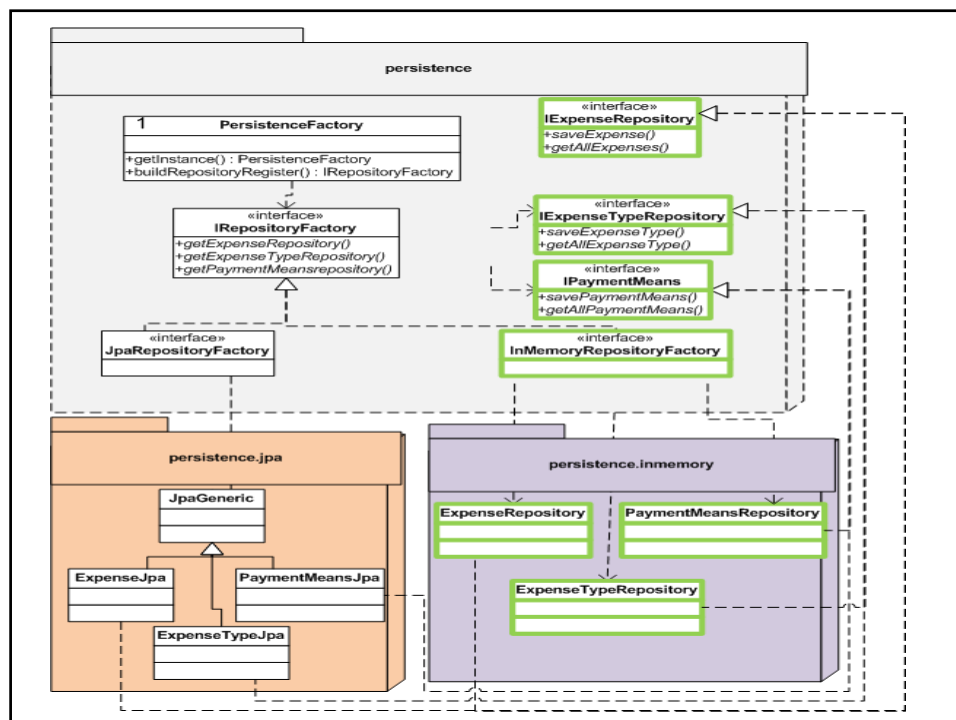 persistence
1
PersistenceFactory
+getInstance() : PersistenceFactory
+buildRepositoryRegister() : IRepositoryFactory
«interface»
IExpenseRepository
+saveExpense()
+getAllExpenses()
«interface»
IRepositoryFactory
+getExpenseRepository()
+getExpenseTypeRepository()
+getPaymentMeansrepository()
«interface»
IExpenseTypeRepository
+saveExpenseType()
+getAllExpenseType()
«interface»
IPaymentMeans
+savePaymentMeans()
+getAllPaymentMeans()
«interface»
JpaRepositoryFactory
«interface»
InMemoryRepositoryFactory
persistence.jpa
JpaGeneric
ExpenseJpa
PaymentMeansJpa
ExpenseTypeJpa
persistence.inmemory
ExpenseRepository
PaymentMeansRepository
ExpenseTypeRepository